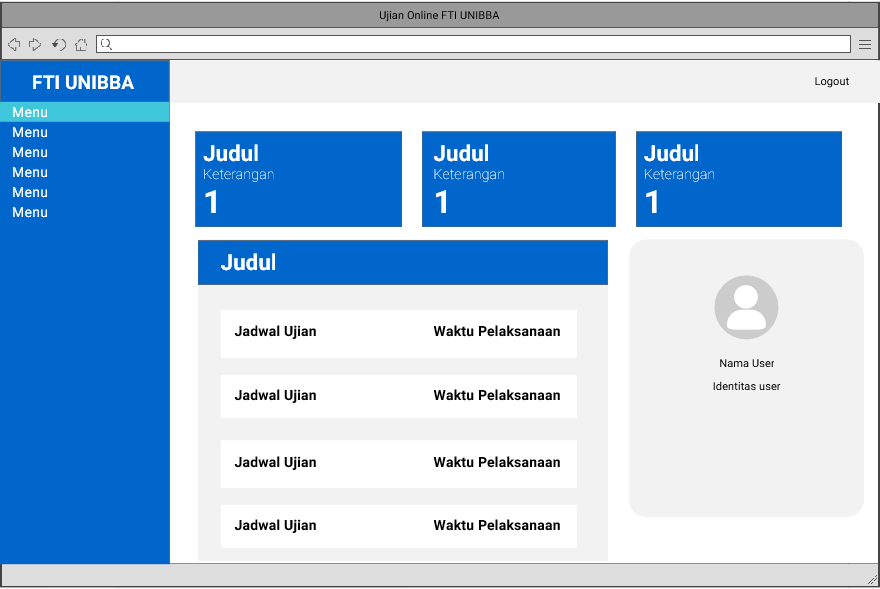 Ujian Online FTI UNIBBA
FTI UNIBBA
Logout
Menu
Menu
Menu
Menu
Menu
Menu
Judul
Keterangan
1
Judul
Keterangan
1
Judul
Keterangan
1
Judul
Jadwal Ujian Waktu Pelaksanaan
Jadwal Ujian Waktu Pelaksanaan
Jadwal Ujian Waktu Pelaksanaan
Jadwal Ujian Waktu Pelaksanaan
Nama User
Identitas user